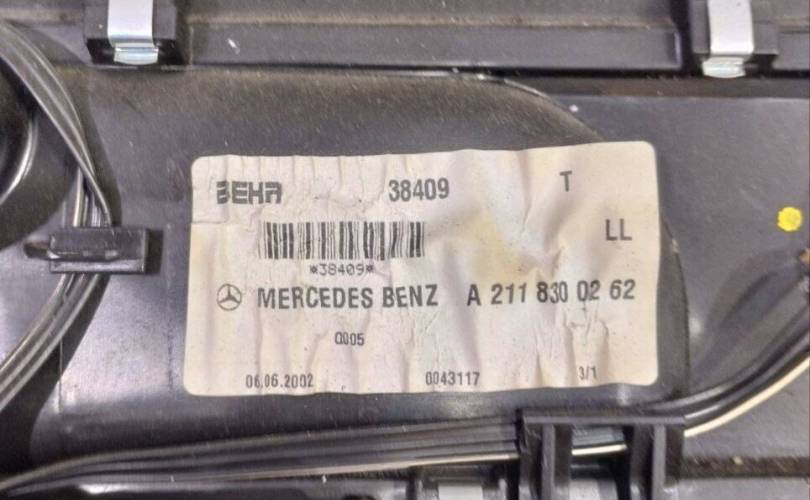 BEHR 38409 T
LL
*38409*
MERCEDES BENZ A 211 830 02 62
Q005
06.06.2002 0043117 3/1